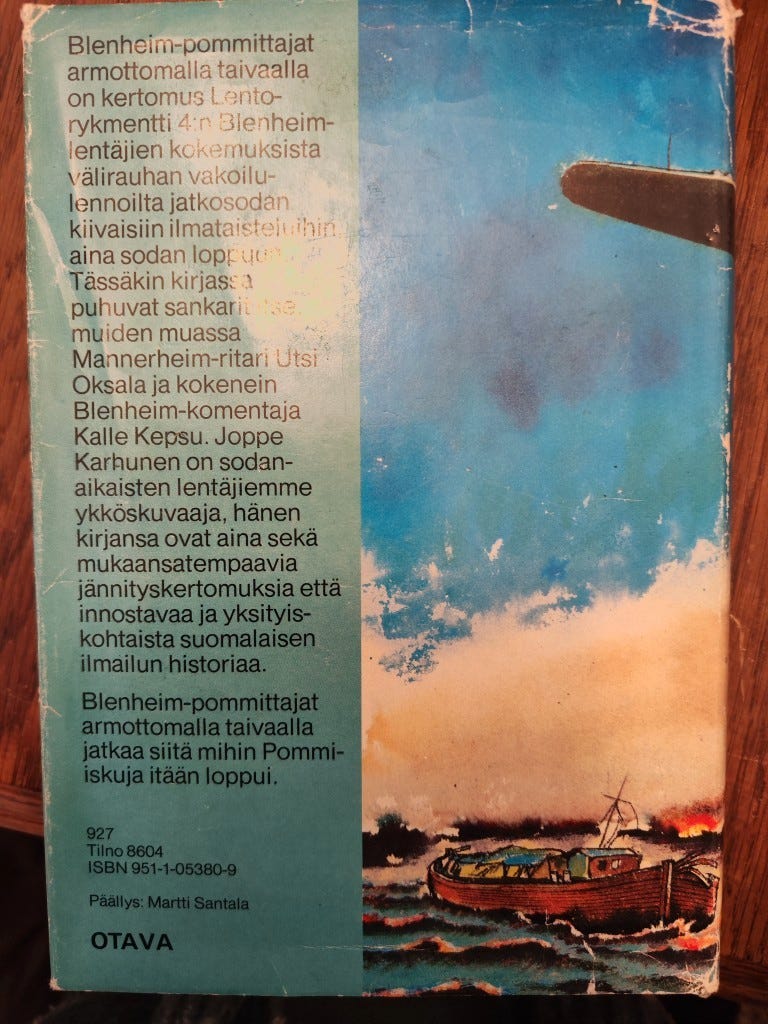 Blenheim-pommittajat
armottomalla taivaalla
on kertomus Lento-
rykmentti 4:n Blenheim-
lentäjien kokemuksista
välirauhan vakoilu-
lennoilta jatkosodan
kiivaisiin ilmataisteluihin,
aina sodan loppuun.
Tässäkin kirjassa
puhuvat sankarit itse,
muiden muassa
Mannerheim-ritari Utsi
Oksala ja kokenein
Blenheim-komentaja
Kalle Kepsu. Joppe
Karhunen on sodan-
aikaisten lentäjiemme
ykköskuvaaja, hänen
kirjansa ovat aina sekä
mukaansatempaavia
jännityskertomuksia että
innostavaa ja yksityis-
kohtaista suomalaisen
ilmailun historiaa.
Blenheim-pommittajat
armottomalla taivaalla
jatkaa siitä mihin Pommi-
iskuja itään loppui.
927
Tilno 8604
ISBN 951-1-05380-9
Päällys: Martti Santala
OTAVA